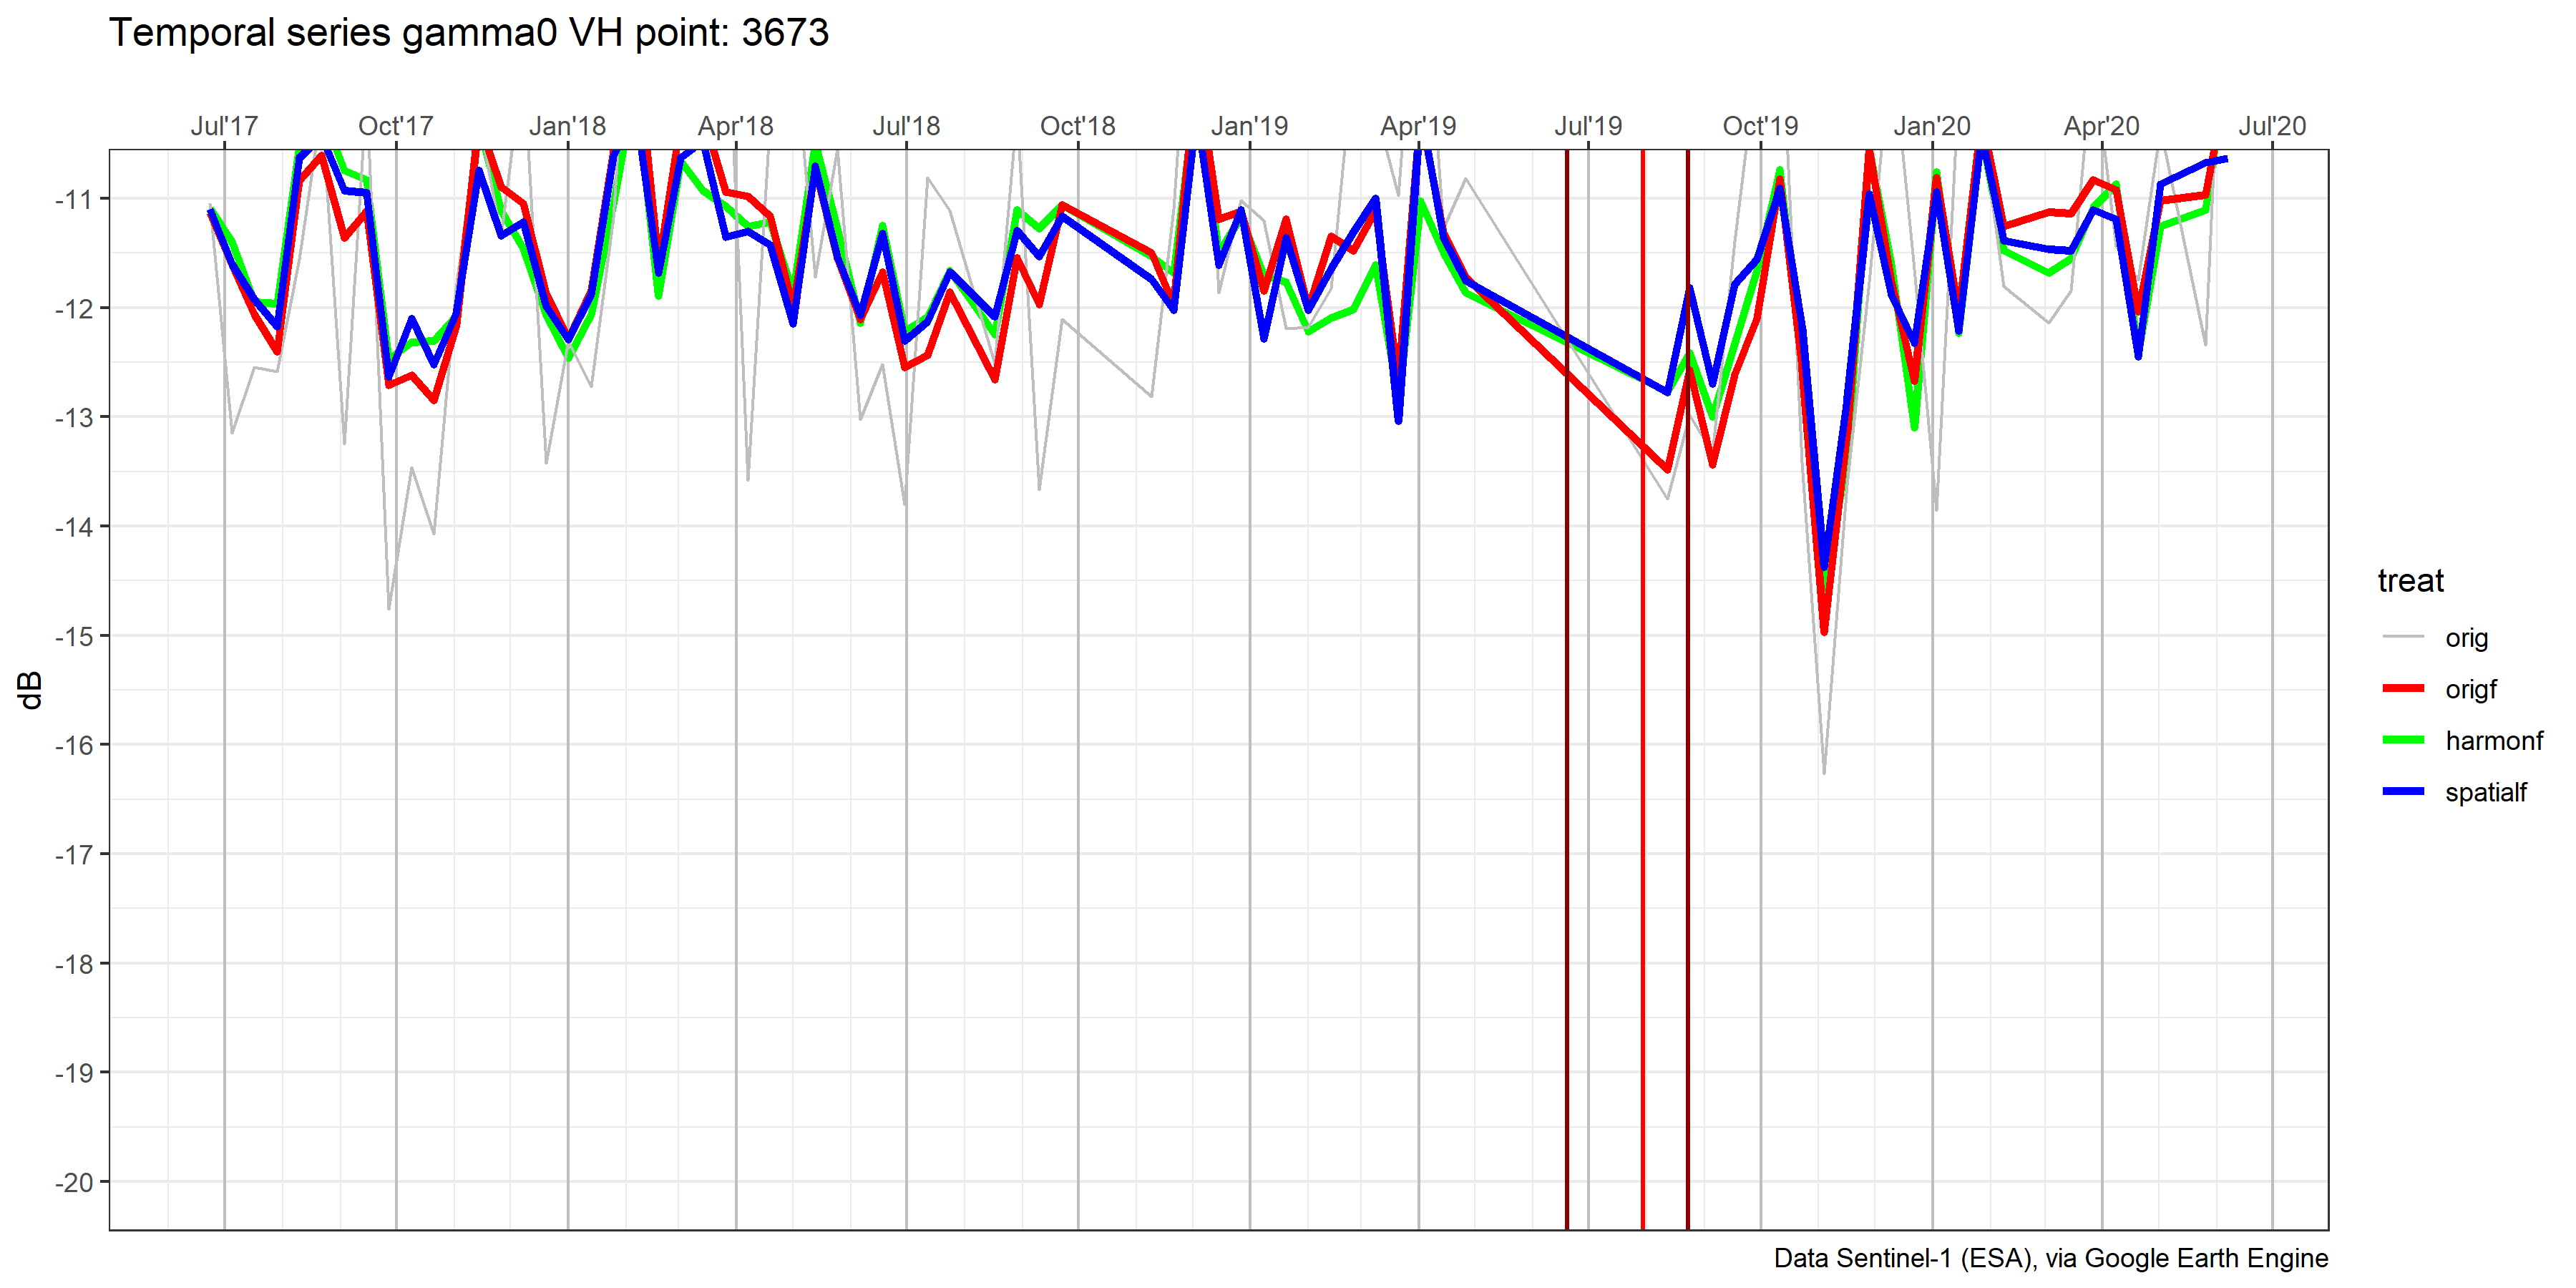 Temporal series gamma0 VH point: 3673
Jul'17 Oct'17 Jan'18 Apr'18 Jul'18 Oct'18 Jan'19 Apr'19 Jul'19 Oct'19 Jan'20 Apr'20 Jul'20
-11
-12
-13
-14
-15
-16
-17
-18
-19
-20
dB
treat
orig
origf
harmonf
spatialf
Data Sentinel-1 (ESA), via Google Earth Engine